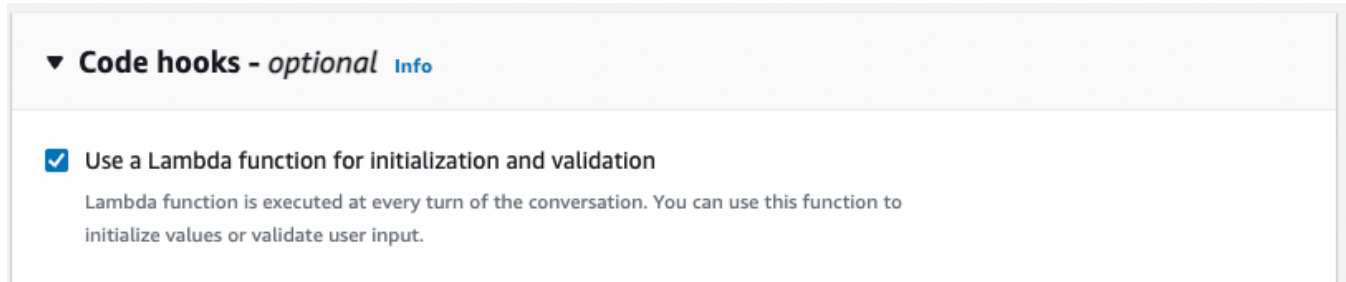 Code hooks - optional Info
Use a Lambda function for initialization and validation
Lambda function is executed at every turn of the conversation. You can use this function to
initialize values or validate user input.